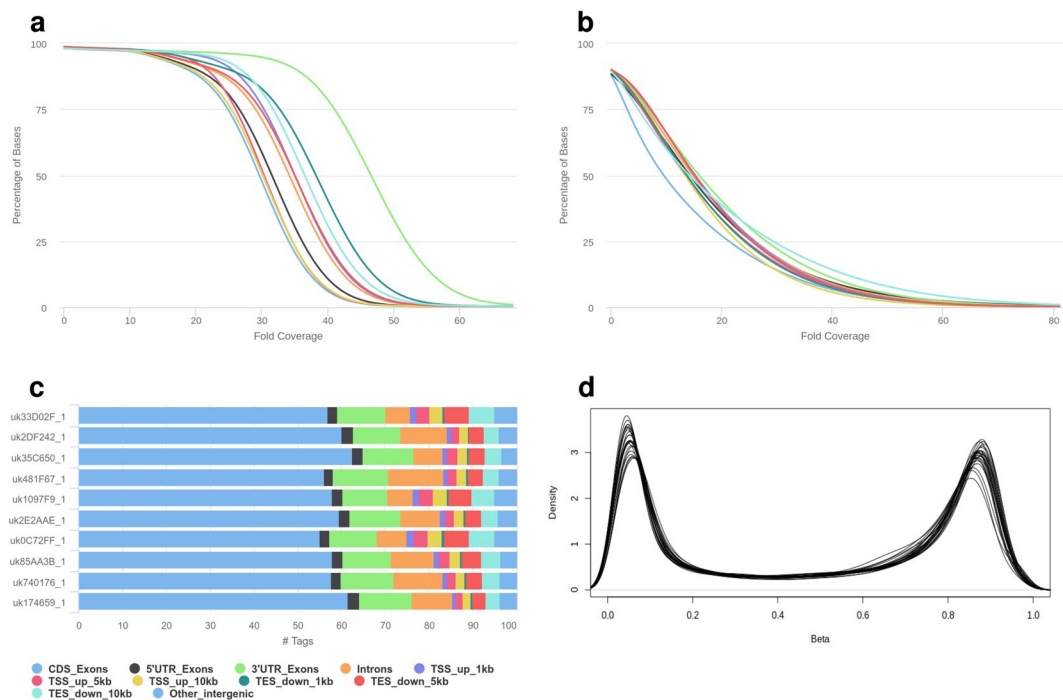 a
100
75
50
25
0
Percentage of Bases
0 10 20 30 40 50 60
Fold Coverage
b
100
75
50
25
0
Percentage of Bases
0 20 40 60 80
Fold Coverage
c
uk33D02F_1
uk2DF242_1
uk35C650_1
uk481F67_1
uk1097F9_1
uk2E2AAE_1
uk0C72FF_1
uk85AA3B_1
uk740176_1
uk174659_1
0 10 20 30 40 50 60 70 80 90 100
# Tags
CDS_Exons 5'UTR_Exons 3'UTR_Exons Introns TSS_up_1kb
TSS_up_5kb TSS_up_10kb TES_down_1kb TES_down_5kb
TES_down_10kb Other_intergenic
d
3
2
1
0
Density
0.0 0.2 0.4 0.6 0.8 1.0
Beta